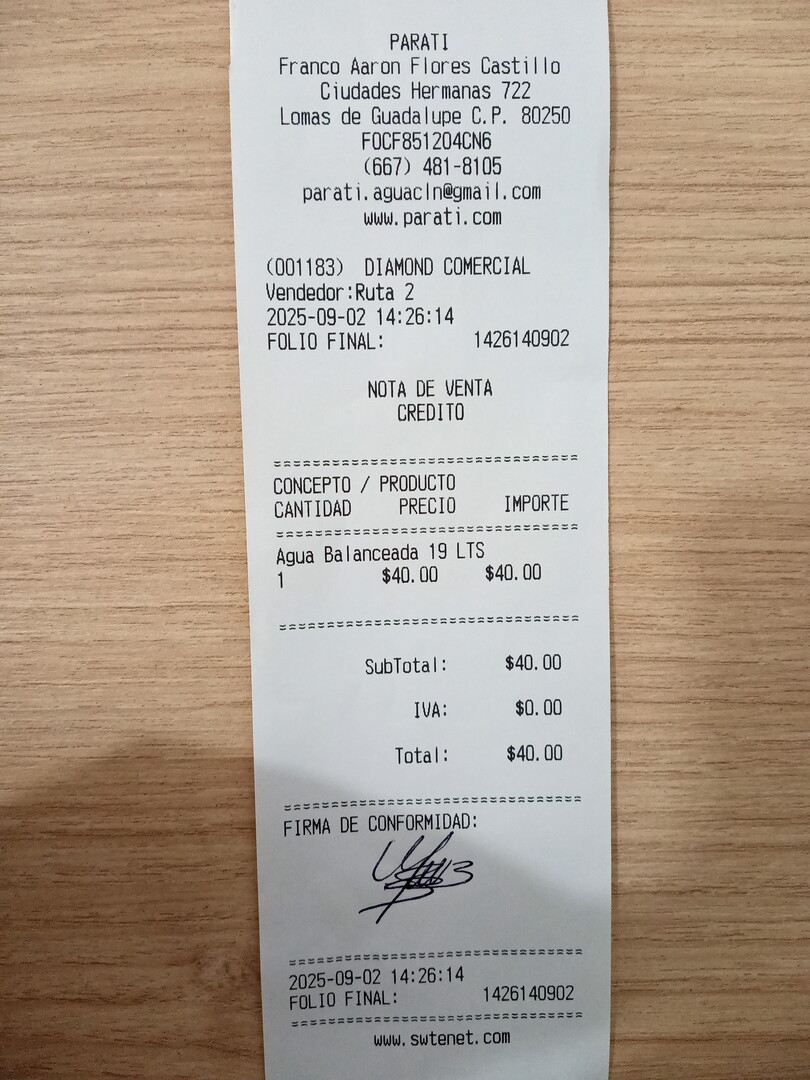 PARATI
Franco Aaron Flores Castillo
Ciudades Hermanas 722
Lomas de Guadalupe C.P. 80250
FOCF851204CN6
(667) 481-8105
parati.aguacln@gmail.com
www.parati.com
(001183) DIAMOND COMERCIAL
Vendedor:Ruta 2
2025-09-02 14:26:14
FOLIO FINAL: 1426140902
NOTA DE VENTA
CREDITO
===============================
CONCEPTO / PRODUCTO
CANTIDAD PRECIO IMPORTE
===============================
Agua Balanceada 19 LTS
1 $40.00 $40.00
===============================
SubTotal: $40.00
IVA: $0.00
Total: $40.00
===============================
FIRMA DE CONFORMIDAD:
===============================
2025-09-02 14:26:14
FOLIO FINAL: 1426140902
===============================
www.swtenet.com